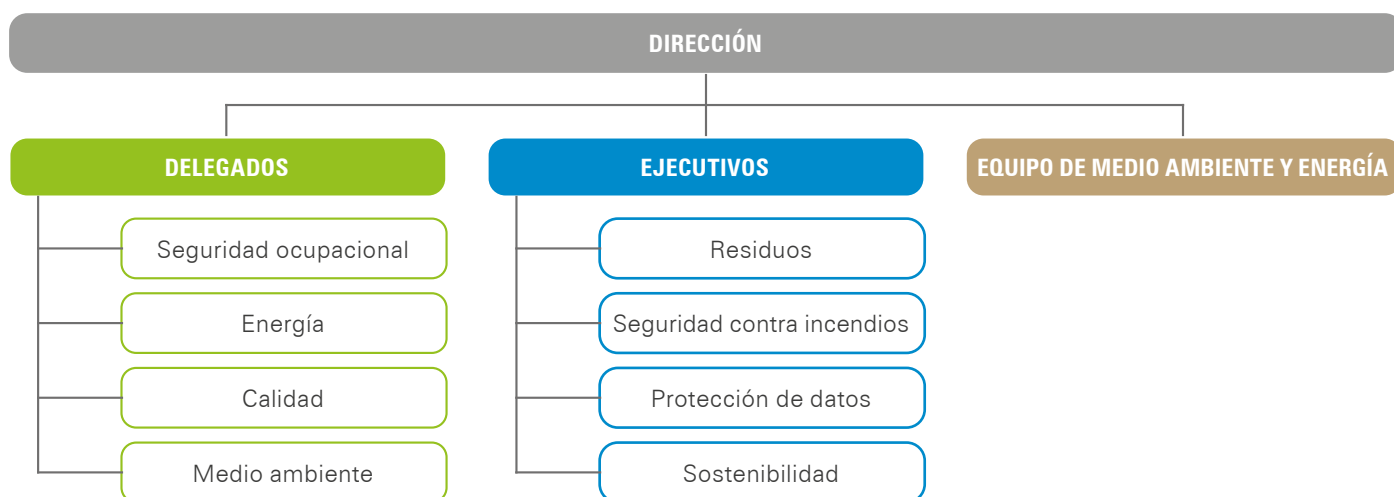 DIRECCIÓN
DELEGADOS
Seguridad ocupacional
Energía
Calidad
Medio ambiente
EJECUTIVOS
Residuos
Seguridad contra incendios
Protección de datos
Sostenibilidad
EQUIPO DE MEDIO AMBIENTE Y ENERGÍA